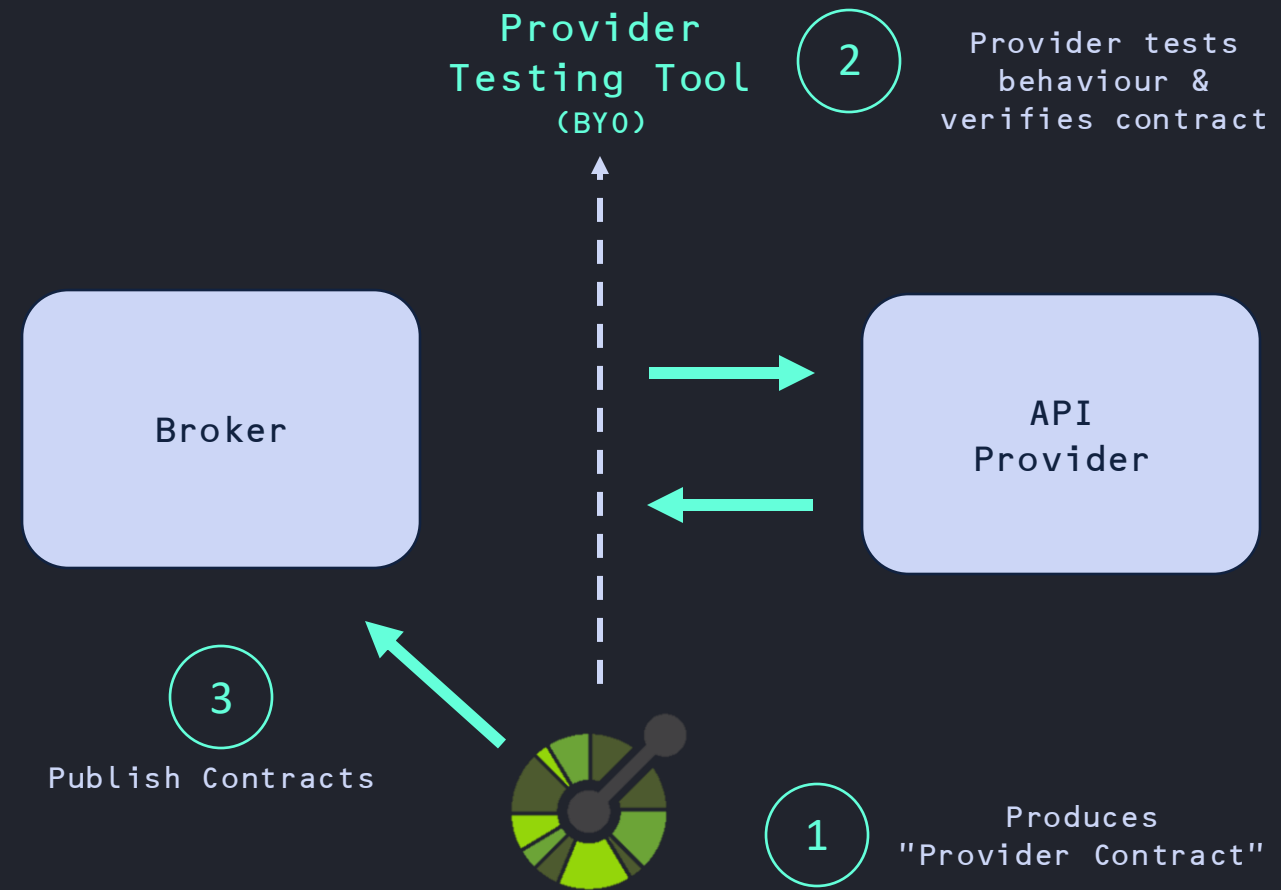 Provider
Testing Tool
(BYO)
2
Provider tests
behaviour &
verifies contract
Broker
API
Provider
3
Publish Contracts
1
Produces
"Provider Contract"